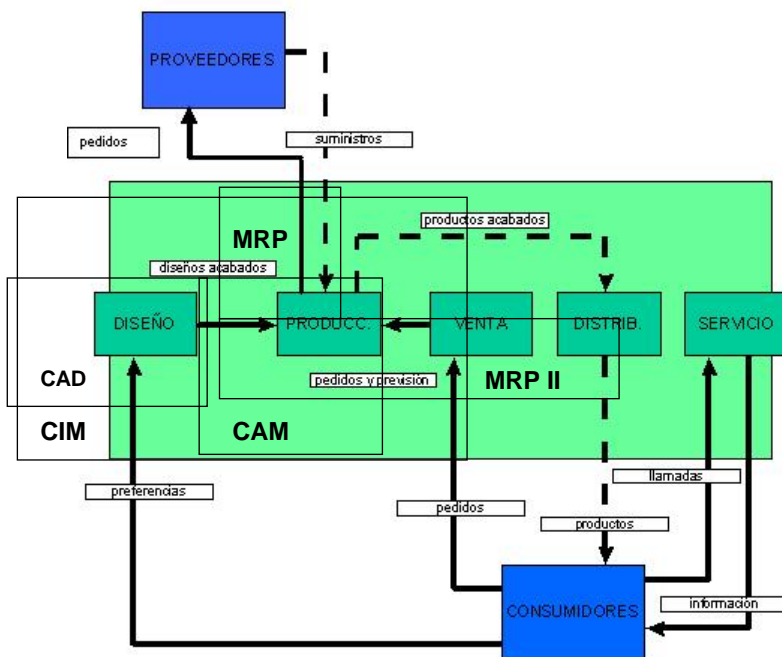 PROVEEDORES
pedidos
suministros
MRP
productos acabados
diseños acabados
DISEÑO
PRODUCC.
VENTA
DISTRIB.
SERVICIO
CAD
pedidos y previsión
MRP II
CIM
CAM
preferencias
llamadas
pedidos
productos
CONSUMIDORES
información